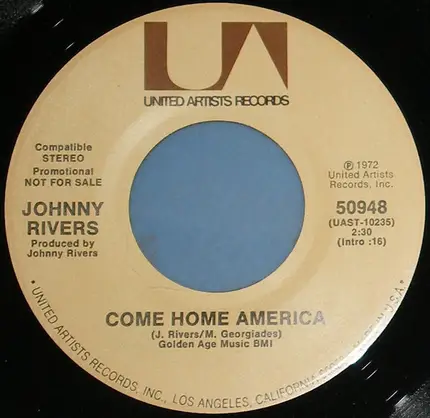 UA
UNITED ARTISTS RECORDS
Compatible
STEREO
Promotional
NOT FOR SALE
JOHNNY
RIVERS
Produced by
Johnny Rivers
℗ 1972
United Artists
Records, Inc.
50948
(UAST-10235)
2:30
(Intro :16)
COME HOME AMERICA
(J. Rivers/M. Georgiades)
Golden Age Music BMI
• UNITED ARTISTS RECORDS, INC., LOS ANGELES, CALIFORNIA IN U.S.A. •